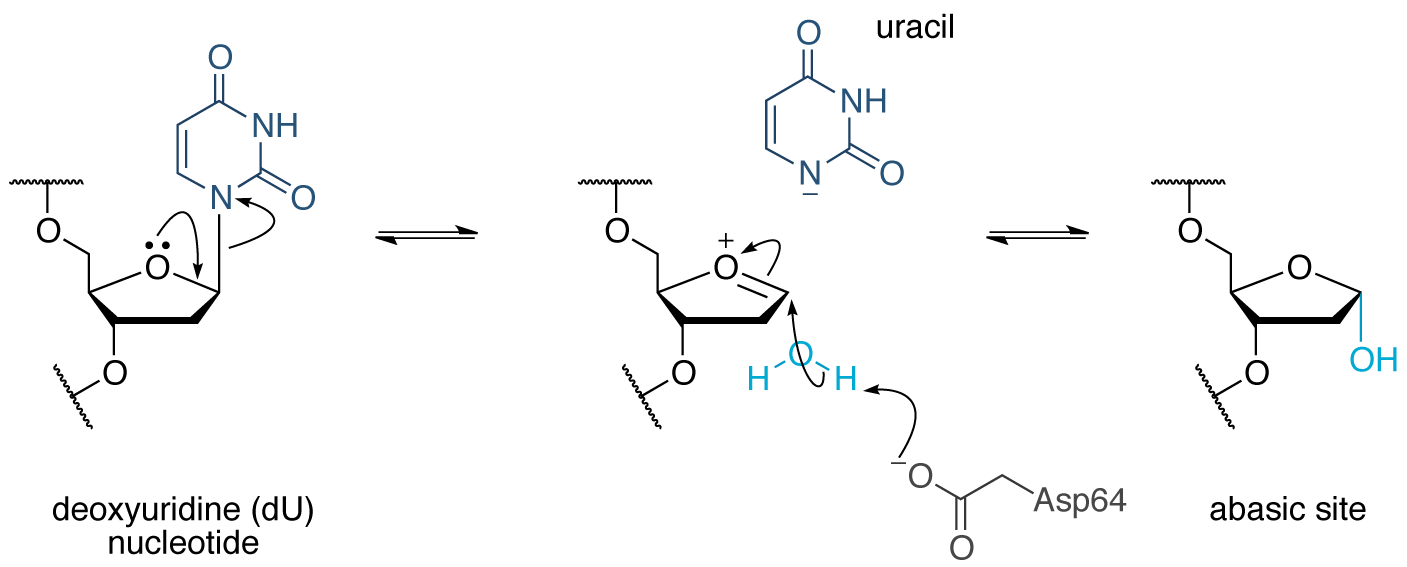 uracil
O
NH
N
O
O
O
O
deoxyuridine (dU)
nucleotide
O
NH
N
O
−
O
+
O
O
H
O
H
−
O
O
Asp64
O
O
O
OH
abasic site